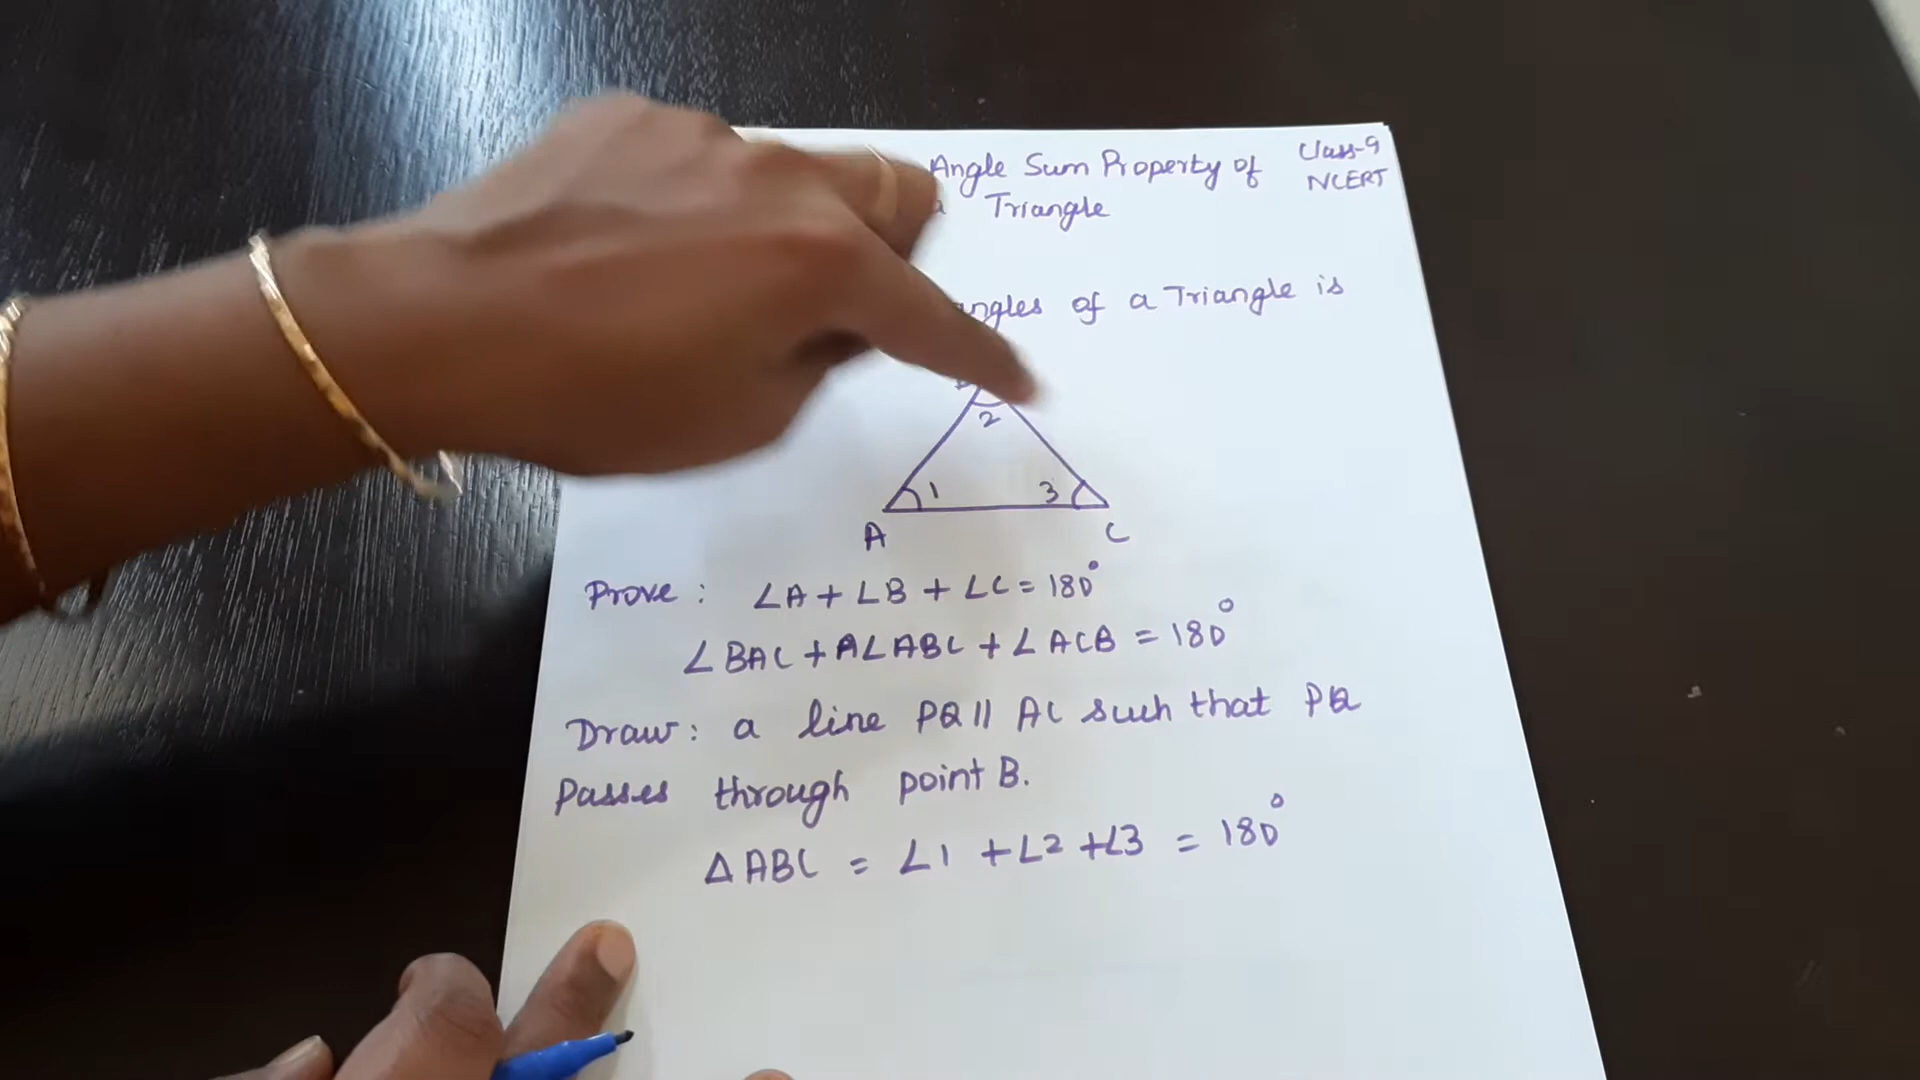 Angle Sum Property of
Class-9
NCERT
a Triangle
angles of a Triangle is
2
1
3
A
C
Prove : ∠A + ∠B + ∠C = 180°
∠BAC + A∠ABC + ∠ACB = 180°
Draw : a line PQ || AC such that PQ
Passes through point B.
△ABC = ∠1 + ∠2 + ∠3 = 180°